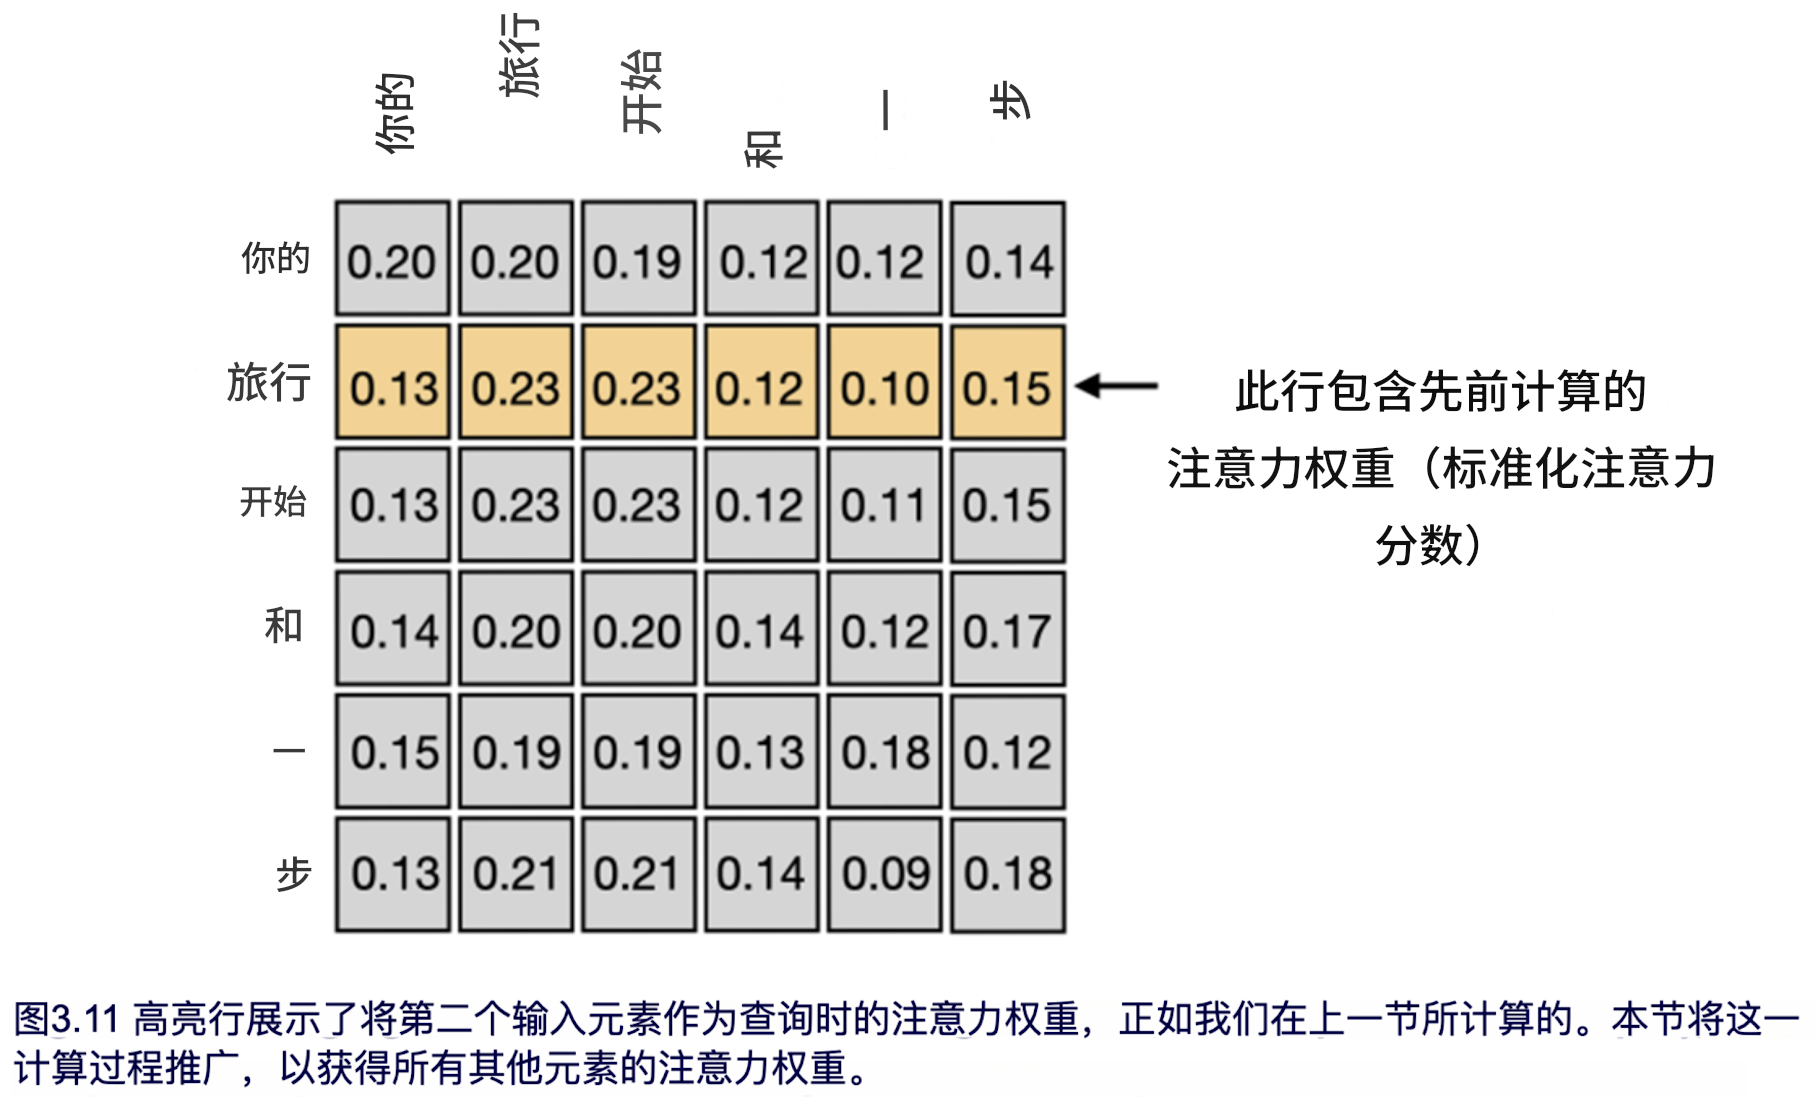 你的 旅行 开始 和 一 步
你的 0.20 0.20 0.19 0.12 0.12 0.14
旅行 0.13 0.23 0.23 0.12 0.10 0.15
开始 0.13 0.23 0.23 0.12 0.11 0.15
和 0.14 0.20 0.20 0.14 0.12 0.17
一 0.15 0.19 0.19 0.13 0.18 0.12
步 0.13 0.21 0.21 0.14 0.09 0.18
此行包含先前计算的
注意力权重（标准化注意力
分数）
图3.11 高亮行展示了将第二个输入元素作为查询时的注意力权重，正如我们在上一节所计算的。本节将这一
计算过程推广，以获得所有其他元素的注意力权重。